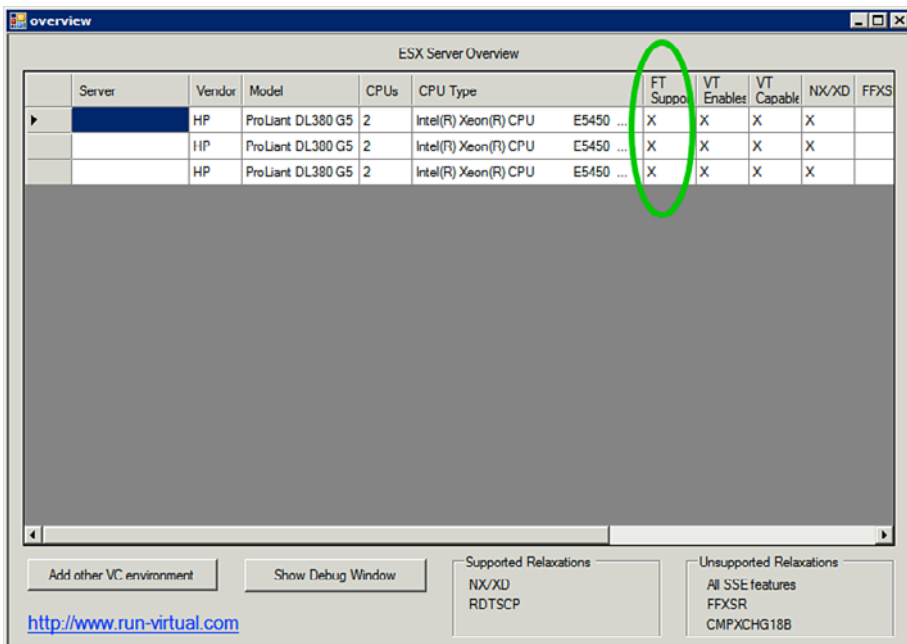 overview
ESX Server Overview
Server Vendor Model CPUs CPU Type FT Suppor VT Enables VT Capable NX/XD FFXS
HP ProLiant DL380 G5 2 Intel(R) Xeon(R) CPU E5450 ... X X X X
HP ProLiant DL380 G5 2 Intel(R) Xeon(R) CPU E5450 ... X X X X
HP ProLiant DL380 G5 2 Intel(R) Xeon(R) CPU E5450 ... X X X X
Add other VC environment Show Debug Window
http://www.run-virtual.com
Supported Relaxations
NX/XD
RDTSCP
Unsupported Relaxations
All SSE features
FFXSR
CMPXCHG18B